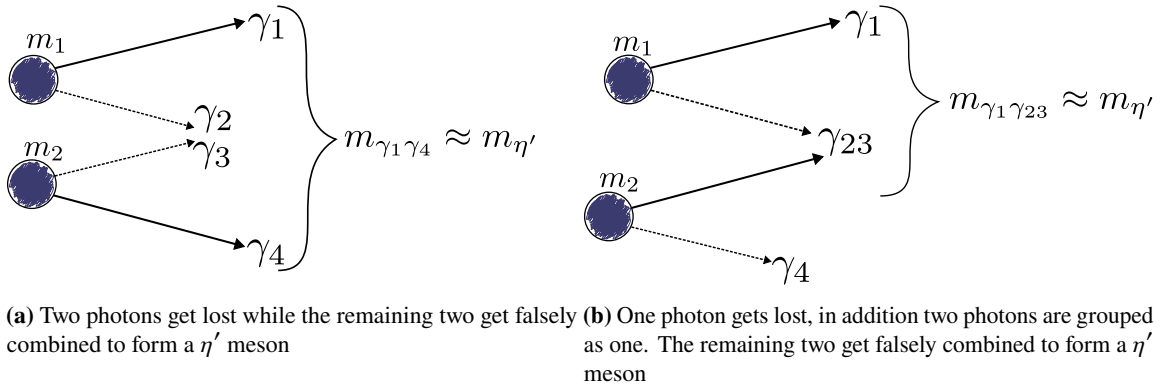 m₁
γ₁
γ₂
γ₃
m₂
γ₄
m_{γ₁γ₄} ≈ m_{η′}
m₁
γ₁
γ₂₃
m₂
γ₄
m_{γ₁γ₂₃} ≈ m_{η′}
(a) Two photons get lost while the remaining two get falsely
combined to form a η′ meson
(b) One photon gets lost, in addition two photons are grouped
as one. The remaining two get falsely combined to form a η′
meson